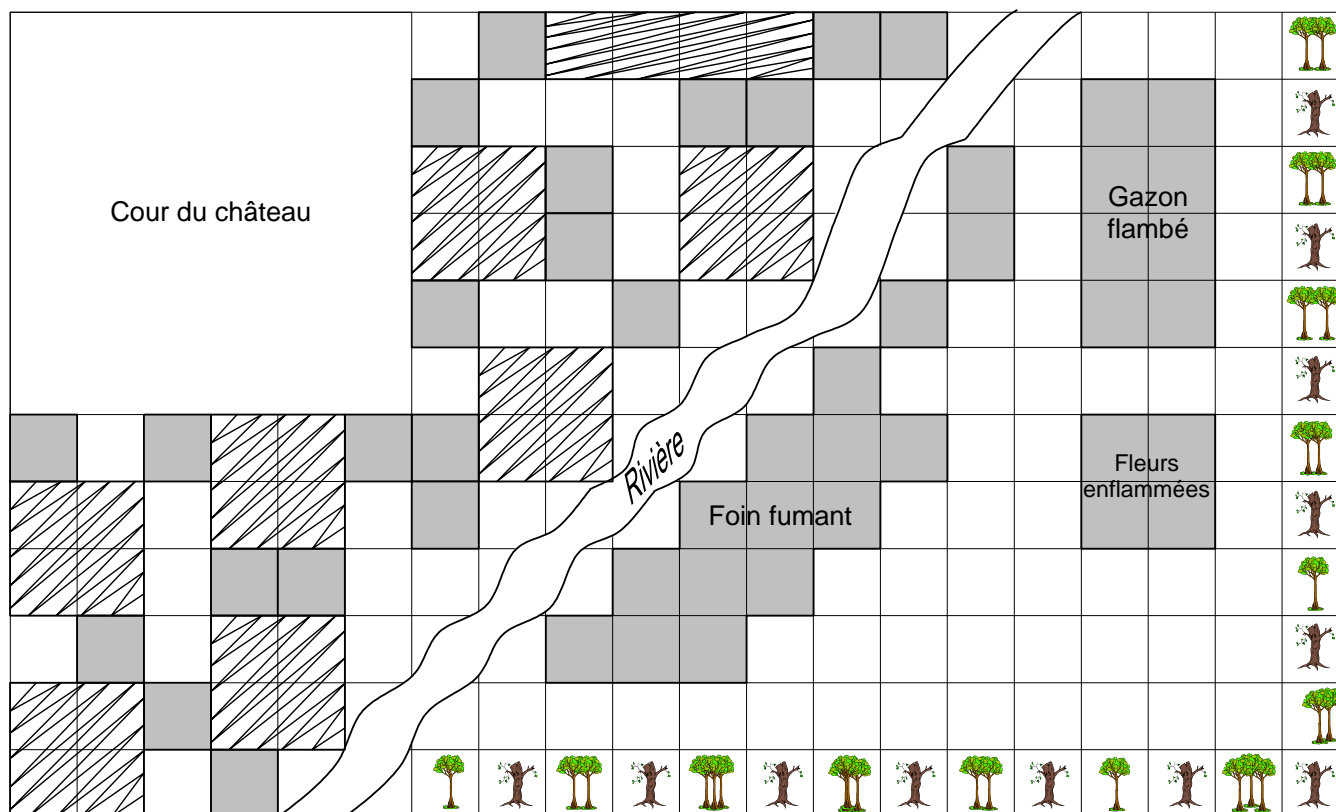 Cour du château
Gazon
flambé
Rivière
Fleurs
enflammées
Foin fumant